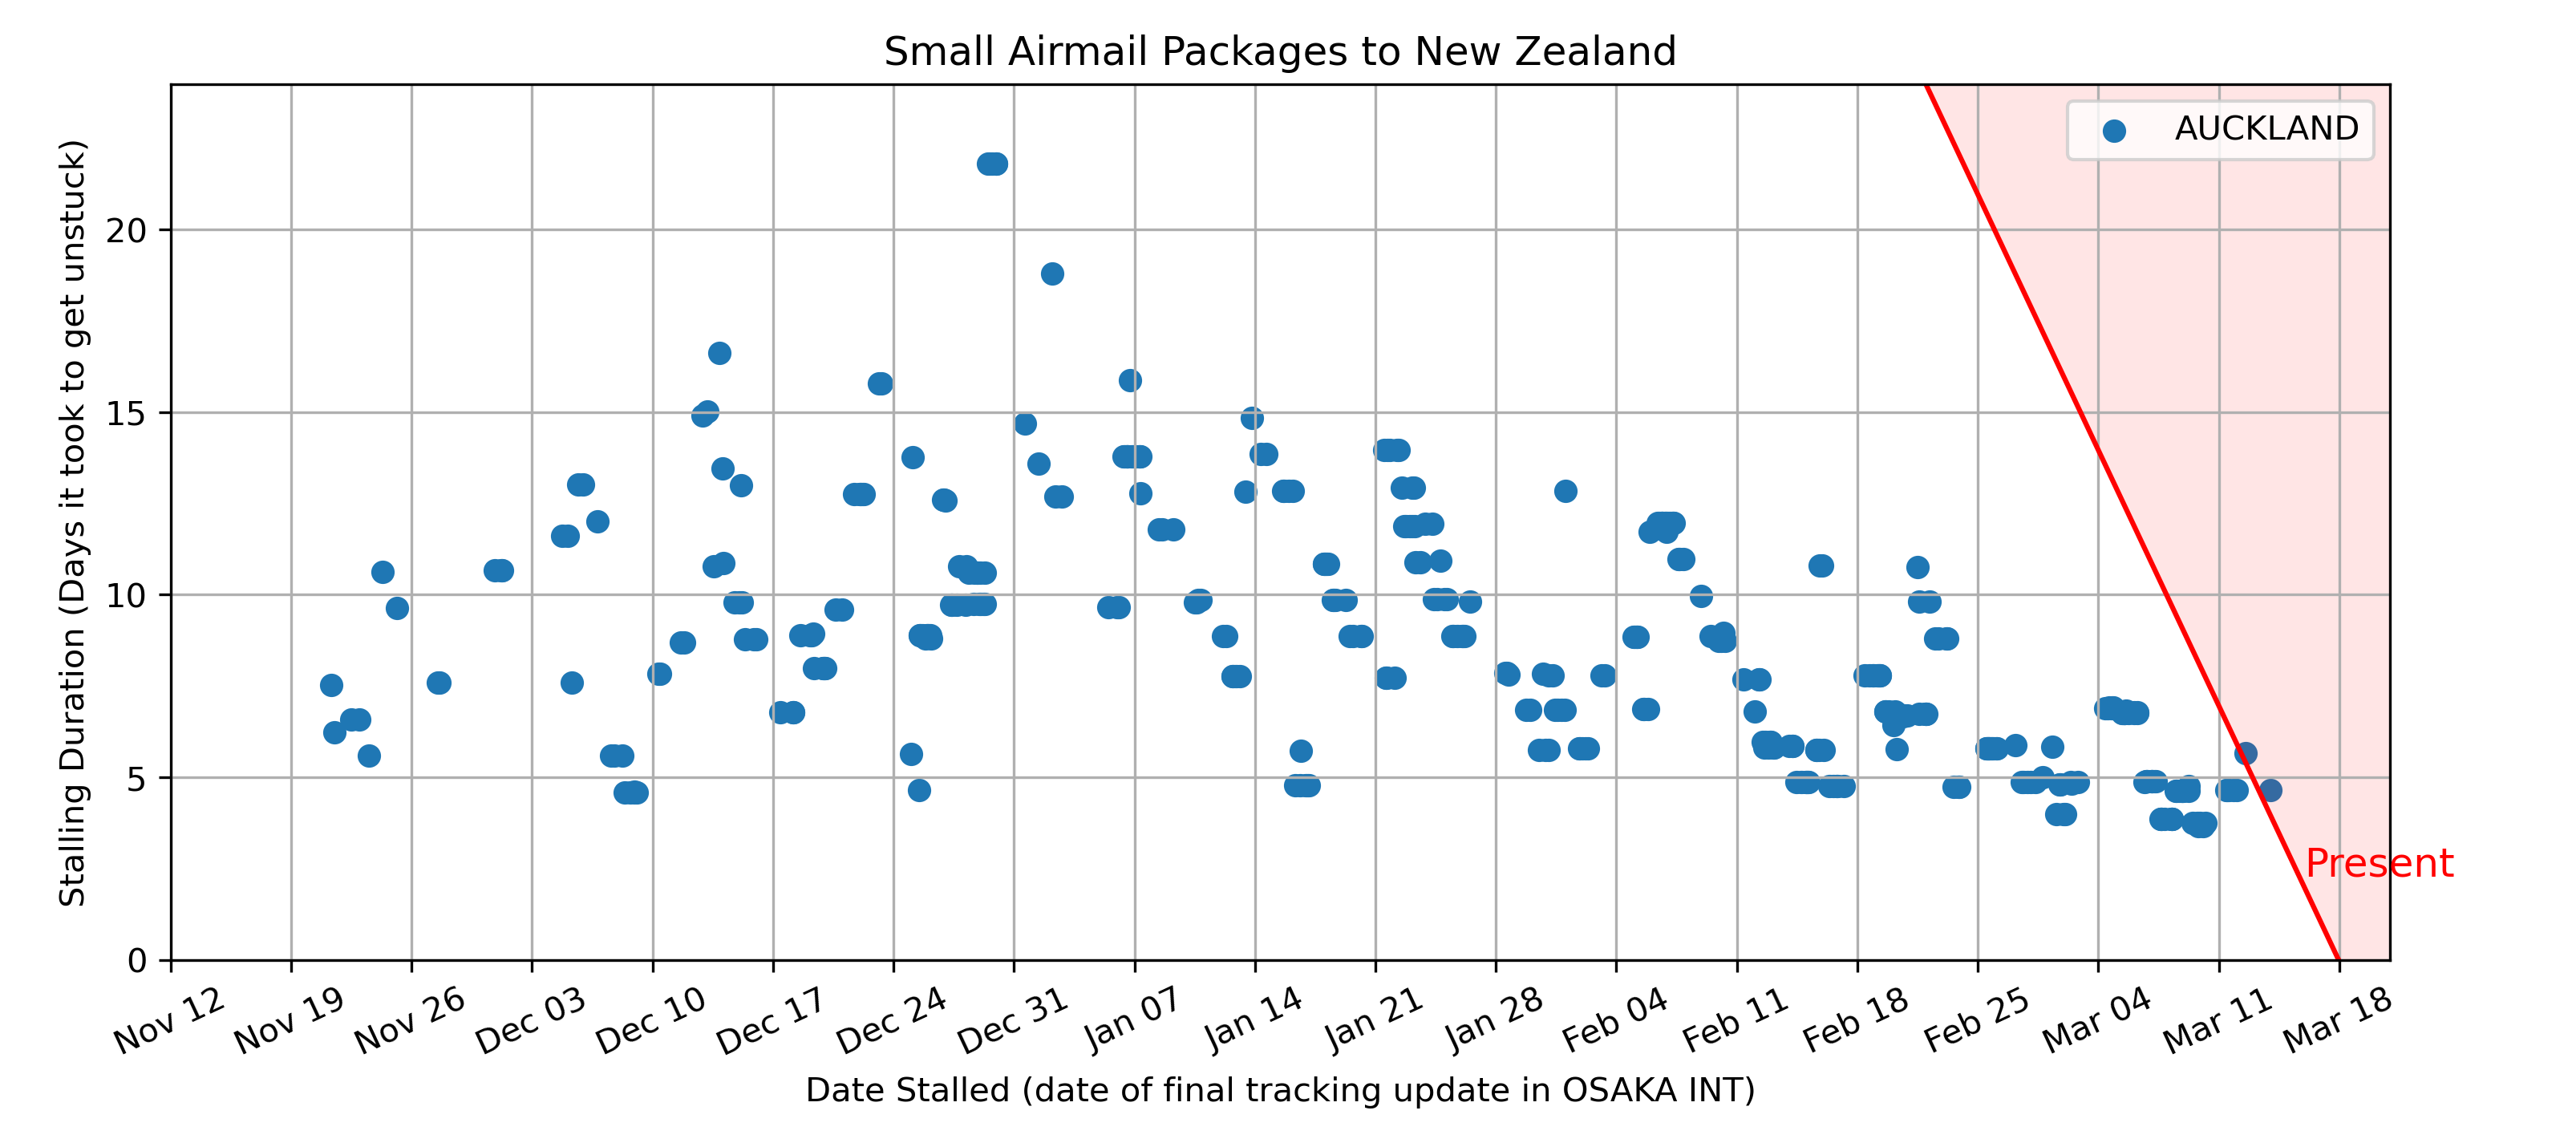 Small Airmail Packages to New Zealand
AUCKLAND
Stalling Duration (Days it took to get unstuck)
20
15
10
5
0
Present
Nov 12 Nov 19 Nov 26 Dec 03 Dec 10 Dec 17 Dec 24 Dec 31 Jan 07 Jan 14 Jan 21 Jan 28 Feb 04 Feb 11 Feb 18 Feb 25 Mar 04 Mar 11 Mar 18
Date Stalled (date of final tracking update in OSAKA INT)